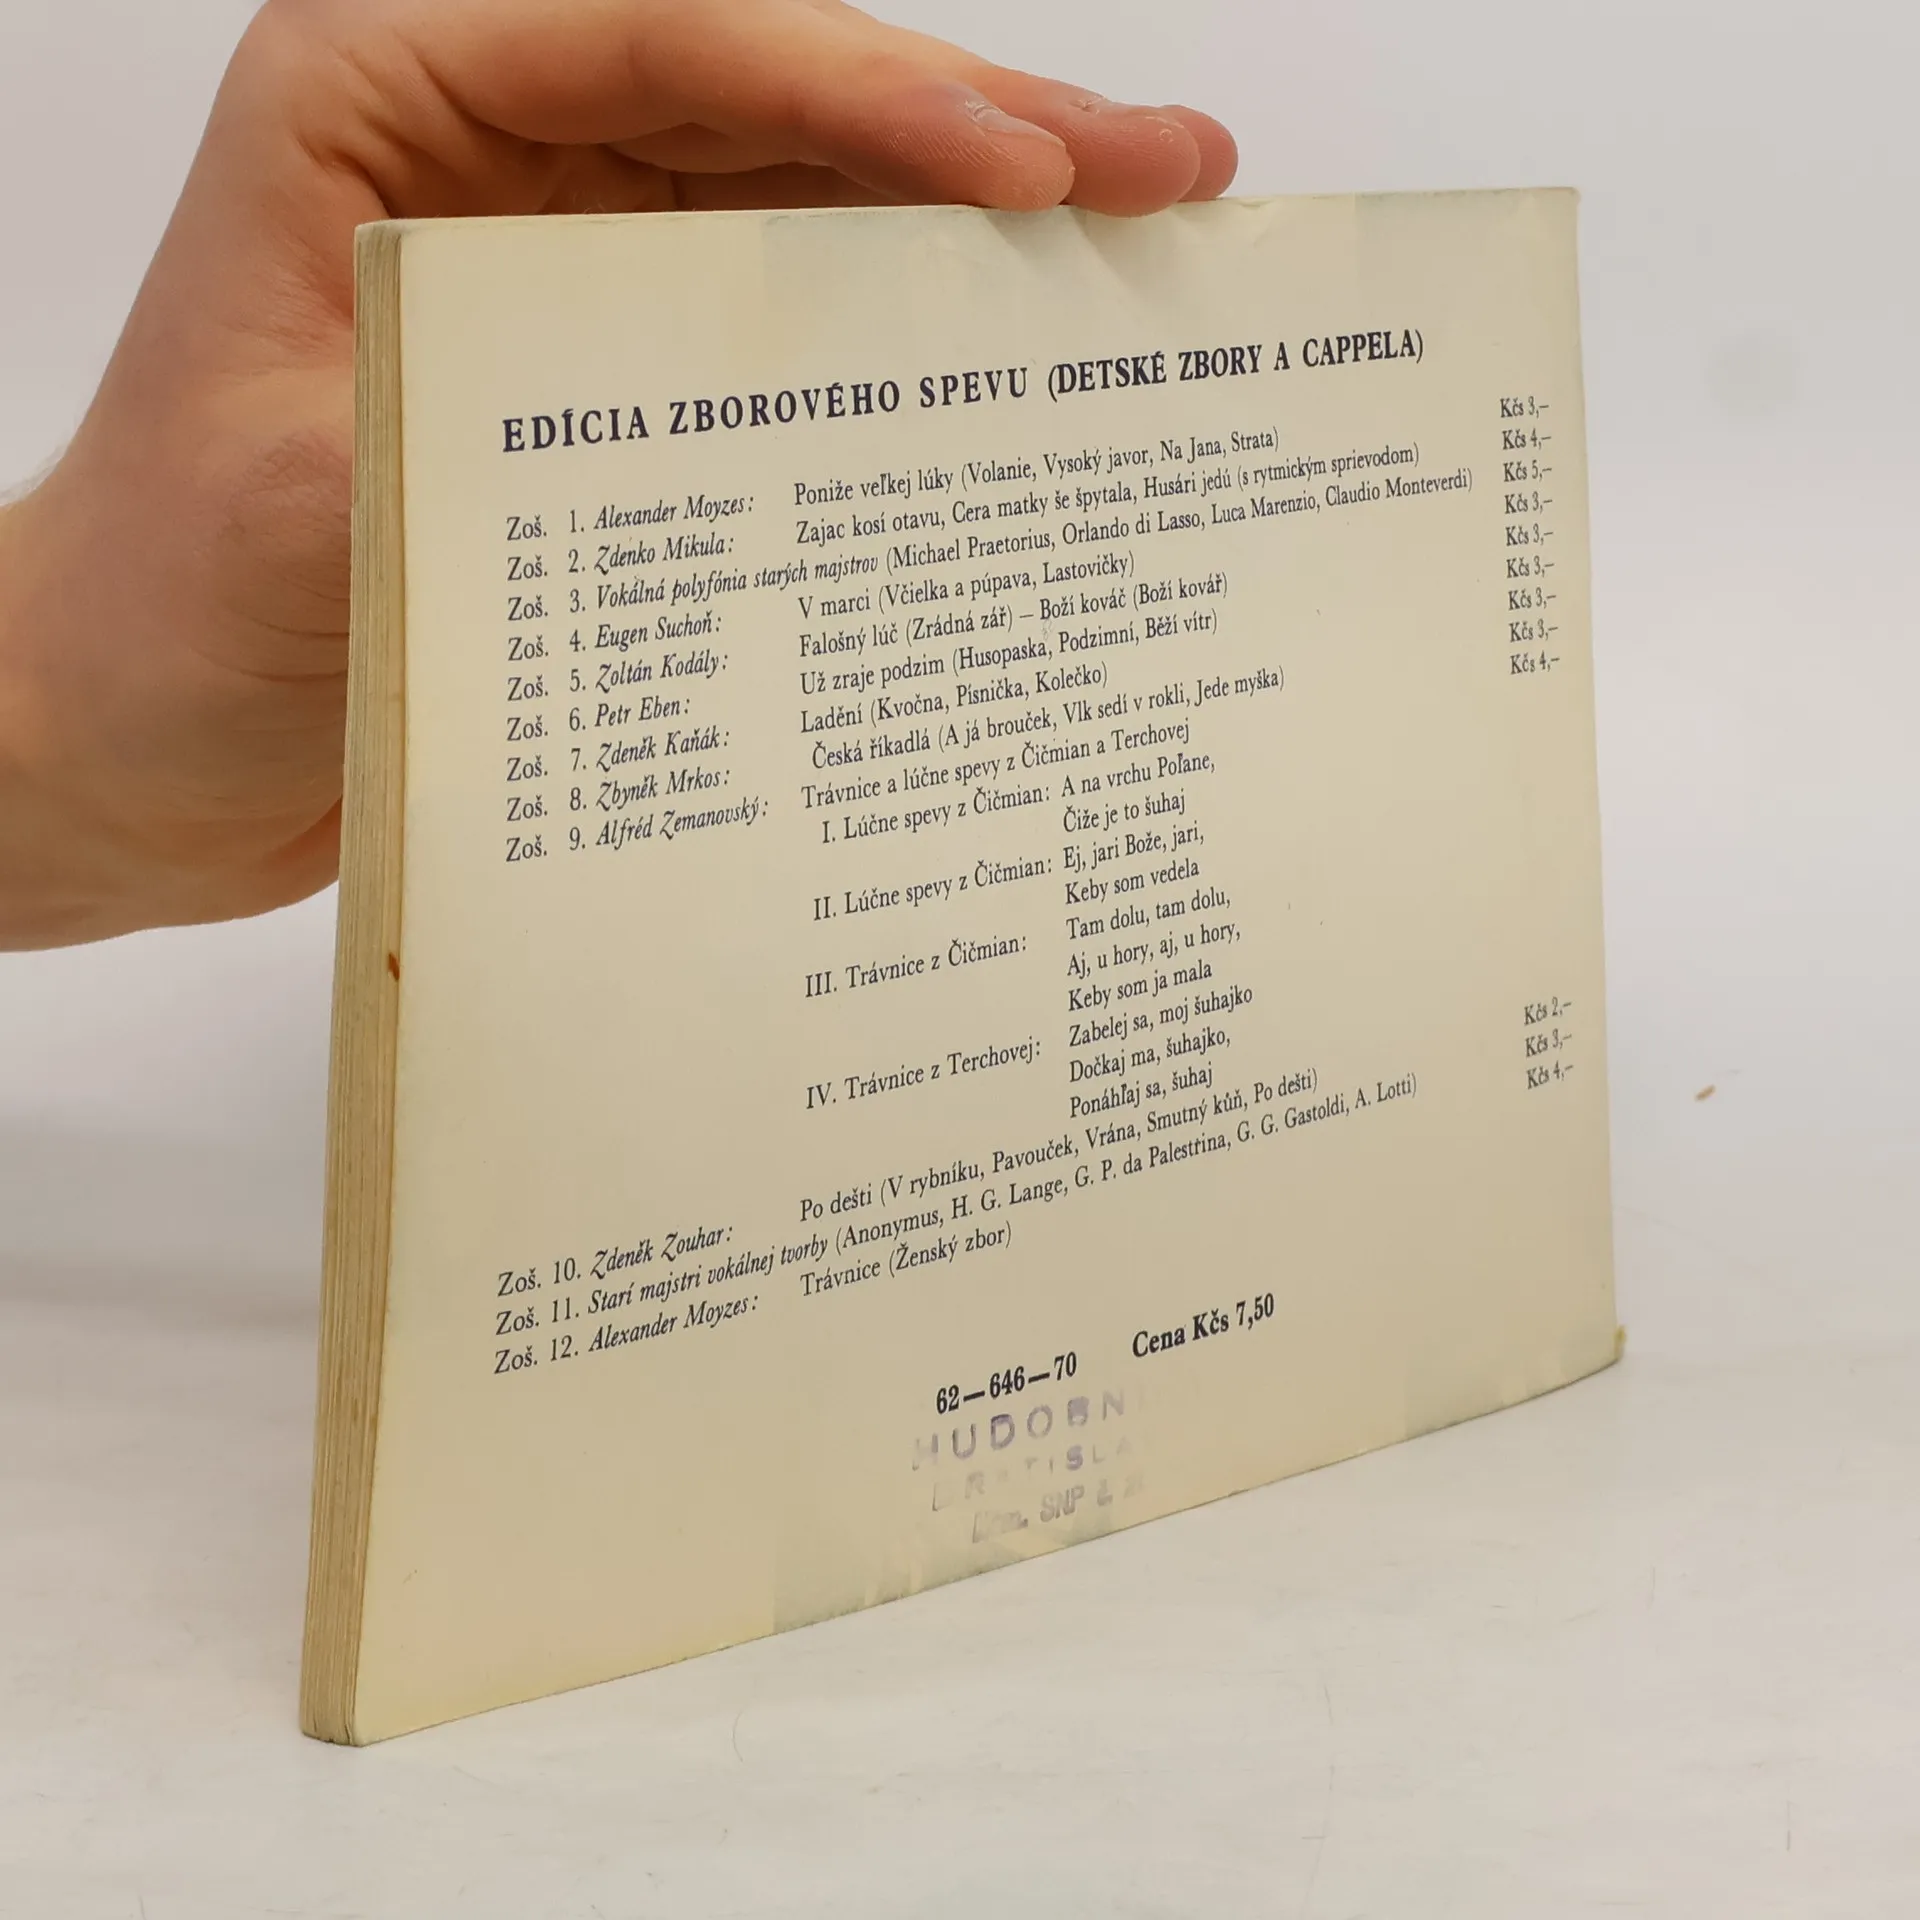 EDÍCIA ZBOROVÉHO SPEVU (DETSKÉ ZBORY A CAPPELA)
Zoš. 1. Alexander Moyzes: Poniže veľkej lúky (Volanie, Vysoký javor, Na Jana, Strata) Kčs 3,–
Zoš. 2. Zdenko Mikula: Zajac kosí otavu, Cera matky še špytala, Husári jedú (s rytmickým sprievodom) Kčs 4,–
Zoš. 3. Vokálna polyfónia starých majstrov (Michael Praetorius, Orlando di Lasso, Luca Marenzio, Claudio Monteverdi) Kčs 5,–
Zoš. 4. Eugen Suchoň: V marci (Včielka a púpava, Lastovičky) Kčs 3,–
Zoš. 5. Zoltán Kodály: Falošný lúč (Zrádná zář) — Boží kováč (Boží kovář) Kčs 3,–
Zoš. 6. Petr Eben: Už zraje podzim (Husopaska, Podzimní, Běží vítr) Kčs 3,–
Zoš. 7. Zdeněk Kaňák: Ladění (Kvočna, Písnička, Kolečko) Kčs 3,–
Zoš. 8. Zbyněk Mrkos: Česká říkadlá (A já brouček, Vlk sedí v rokli, Jede myška) Kčs 3,–
Zoš. 9. Alfréd Zemanovský: Trávnice a lúčne spevy z Čičmian a Terchovej Kčs 4,–
I. Lúčne spevy z Čičmian: A na vrchu Poľane,
Čiže je to šuhaj
II. Lúčne spevy z Čičmian: Ej, jari Bože, jari,
Keby som vedela
III. Trávnice z Čičmian: Tam dolu, tam dolu,
Aj, u hory, aj, u hory,
Keby som ja mala
IV. Trávnice z Terchovej: Zabelej sa, moj šuhajko
Dočkaj ma, šuhajko,
Ponáhľaj sa, šuhaj
Zoš. 10. Zdeněk Zouhar: Po dešti (V rybníku, Pavouček, Vrána, Smutný kůň, Po dešti) Kčs 2,–
Zoš. 11. Starí majstri vokálnej tvorby (Anonymus, H. G. Lange, G. P. da Palestrina, G. G. Gastoldi, A. Lotti) Kčs 3,–
Zoš. 12. Alexander Moyzes: Trávnice (Ženský zbor) Kčs 4,–
62—646—70 Cena Kčs 7,50
HUDOBN
SNP